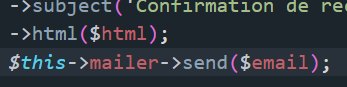 ->subject('Confirmation de
->html($html);
$this->mailer->send($email);